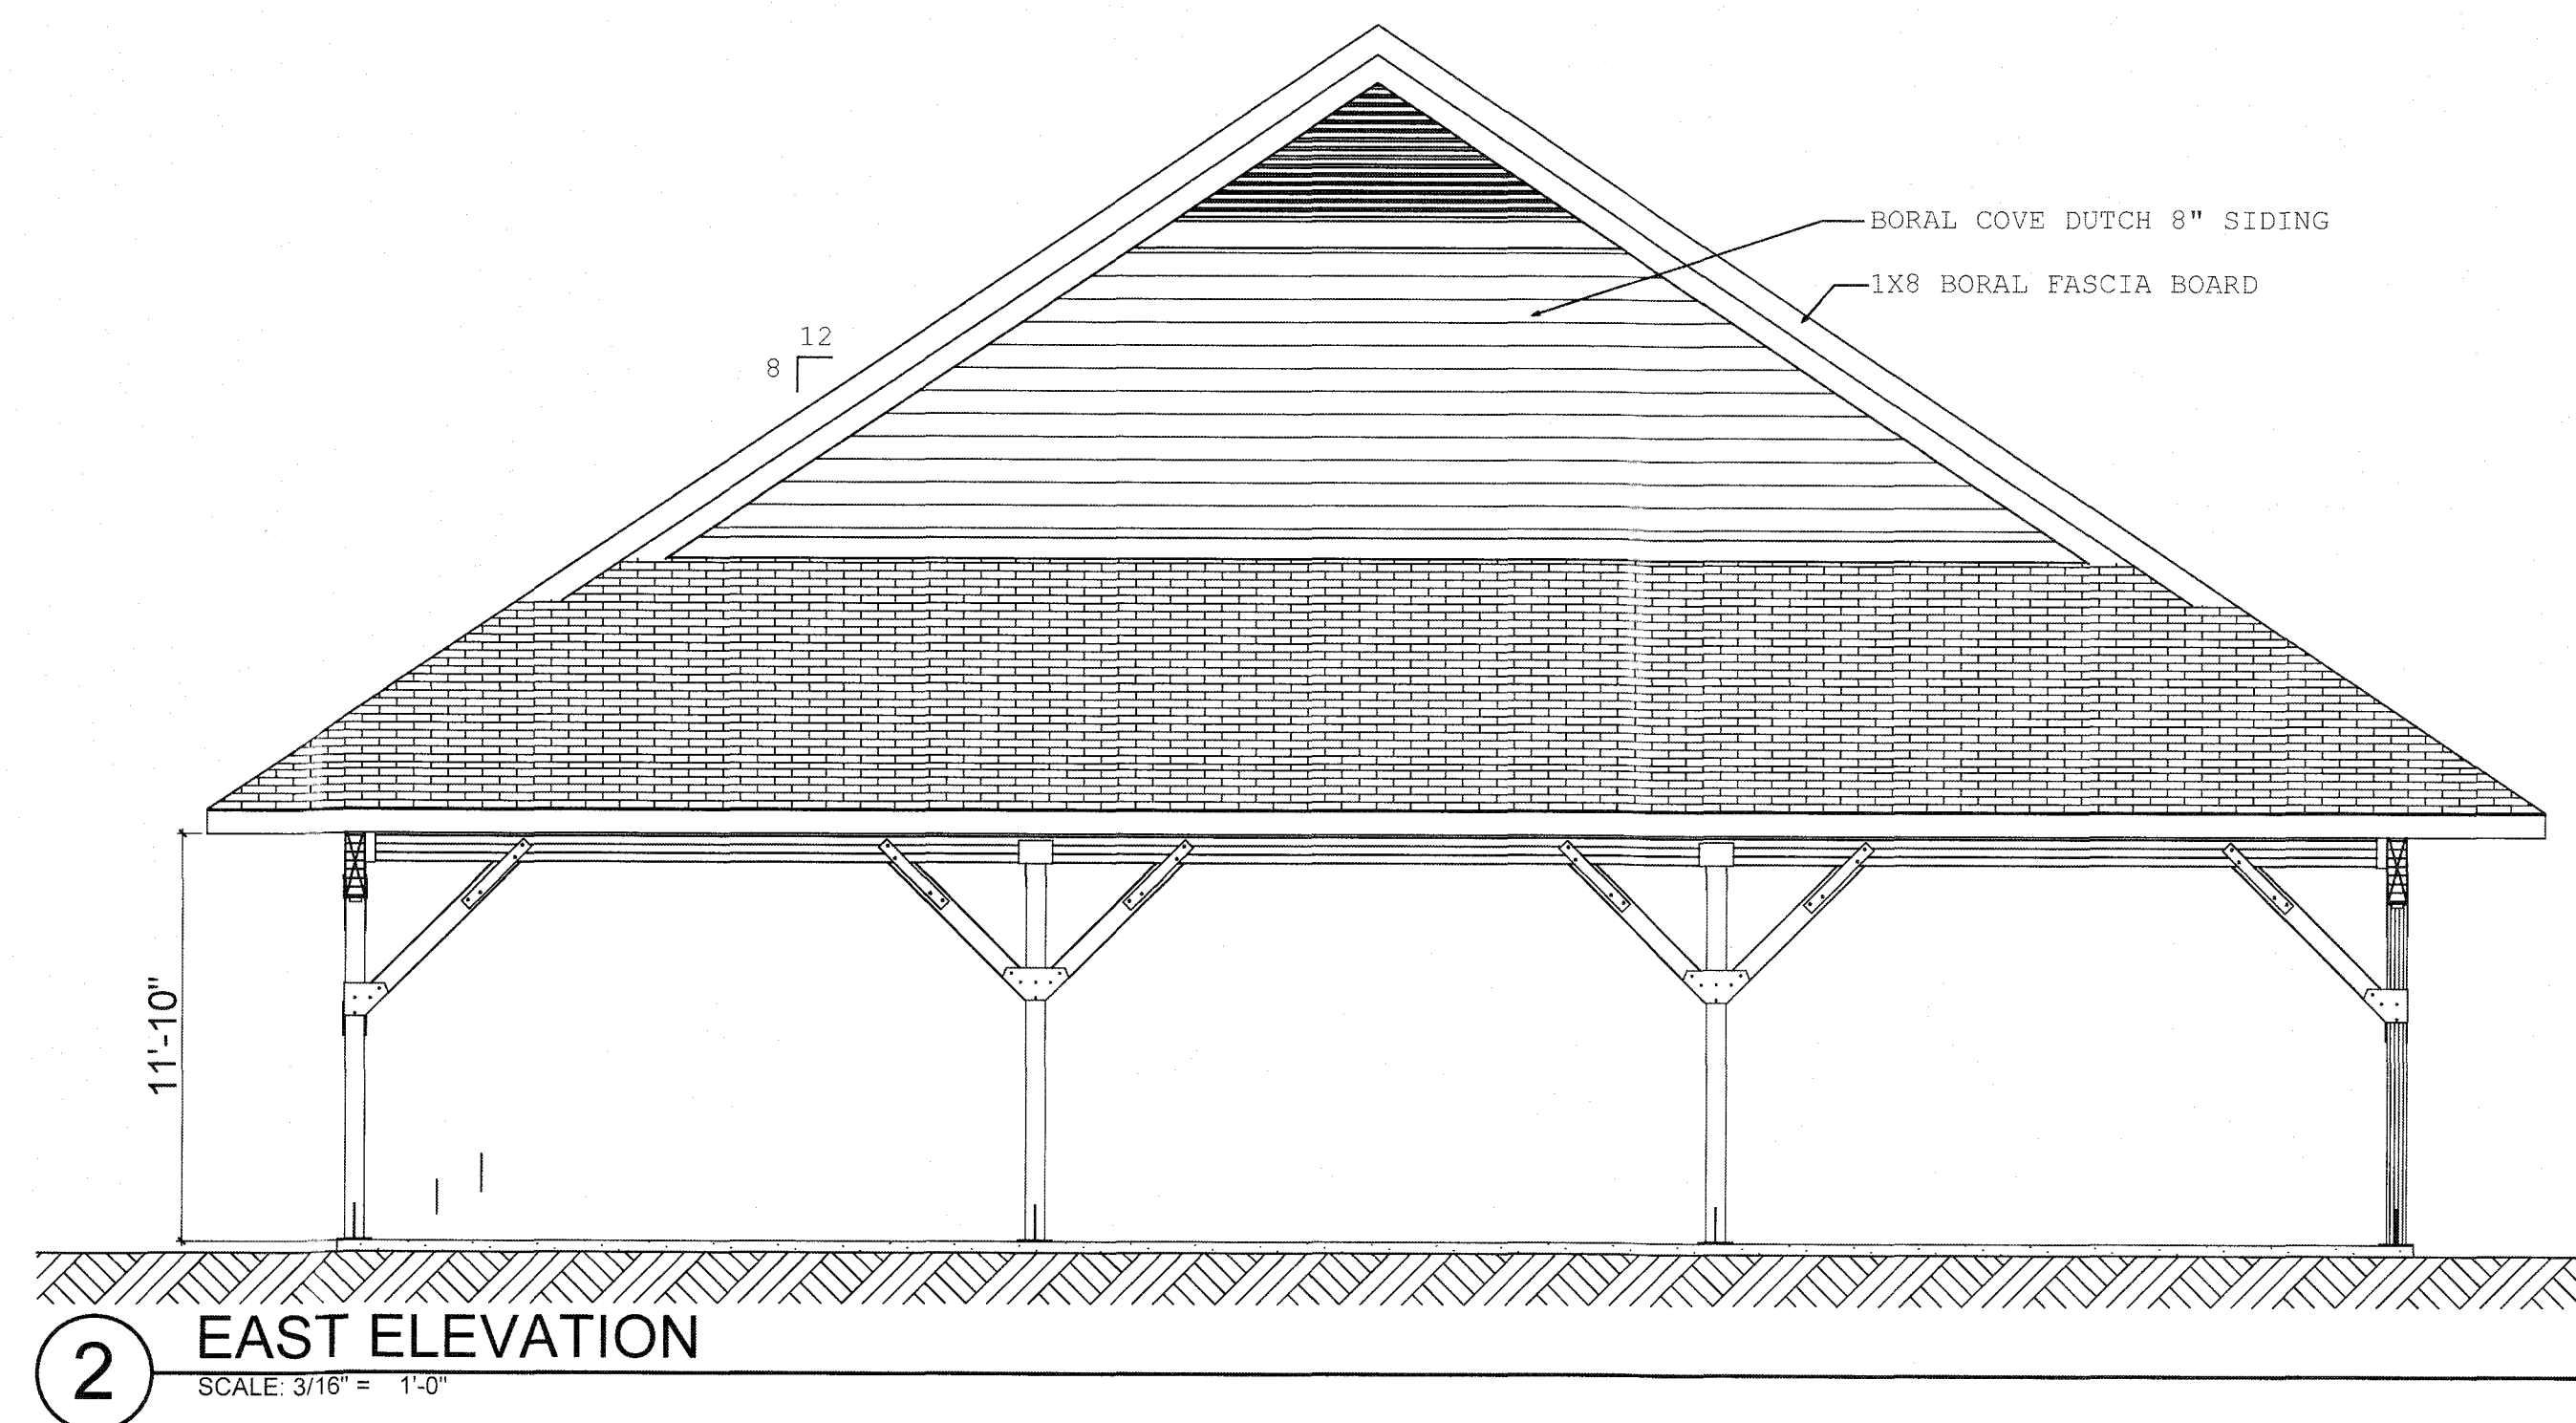 BORAL COVE DUTCH 8" SIDING
1X8 BORAL FASCIA BOARD
12
8
11'-10"
2
EAST ELEVATION
SCALE: 3/16" = 1'-0"